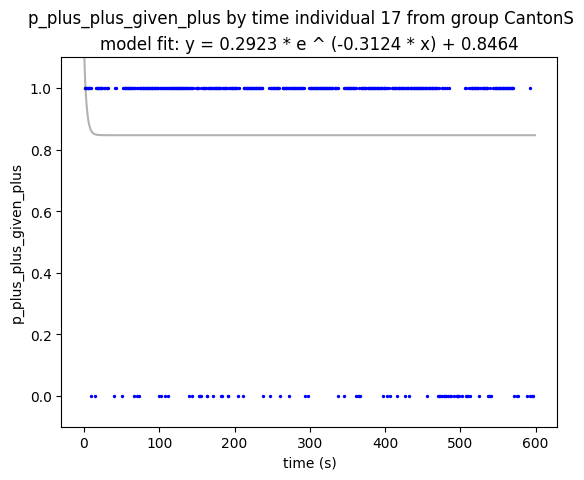 p_plus_plus_given_plus by time individual 17 from group CantonS
model fit: y = 0.2923 * e ^ (-0.3124 * x) + 0.8464
1.0
0.8
0.6
0.4
0.2
0.0
p_plus_plus_given_plus
0 100 200 300 400 500 600
time (s)